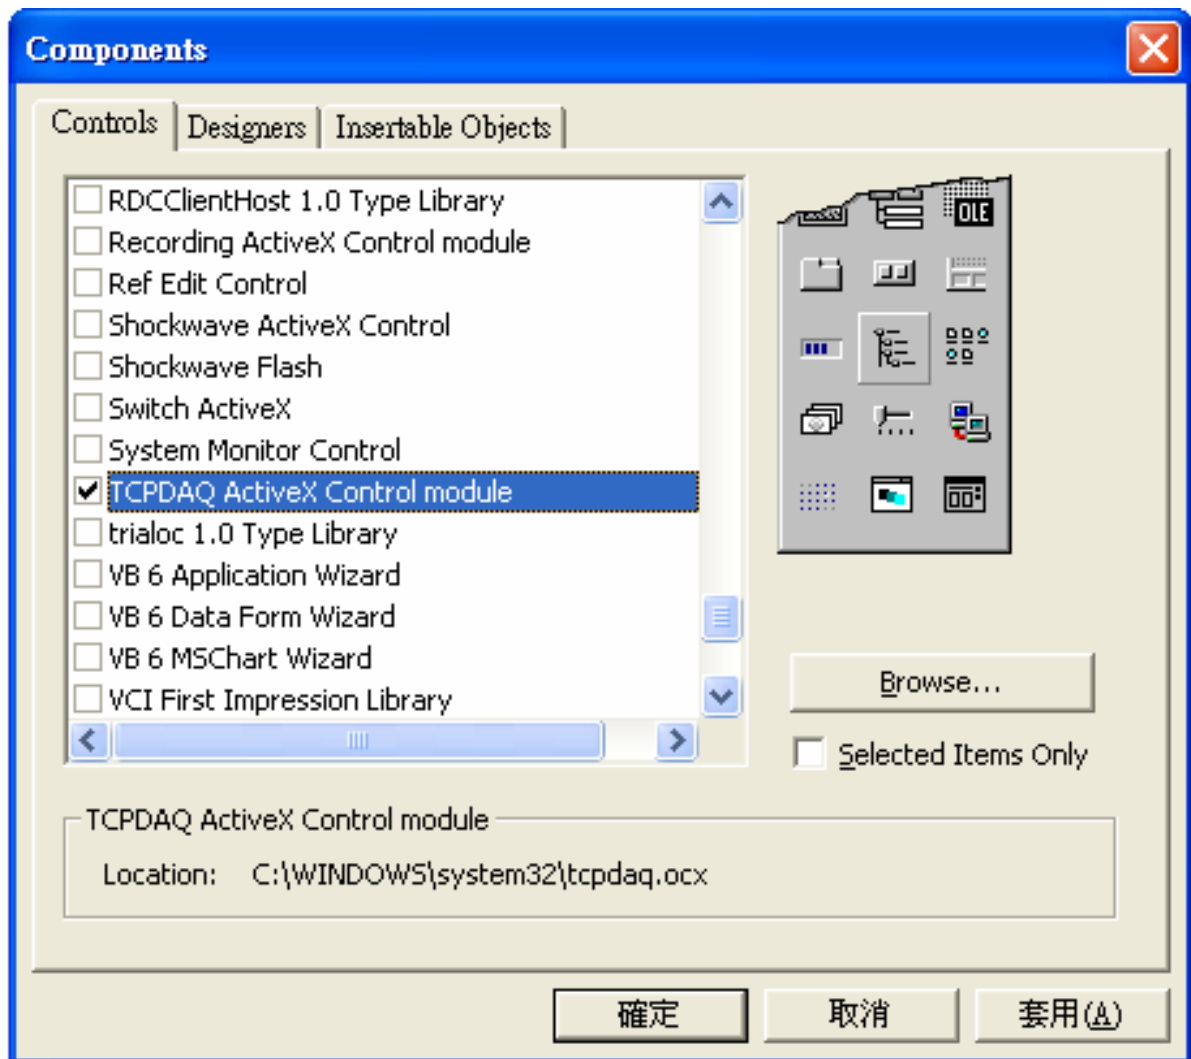 Components
Controls
Designers
Insertable Objects
RDCClientHost 1.0 Type Library
Recording ActiveX Control module
Ref Edit Control
Shockwave ActiveX Control
Shockwave Flash
Switch ActiveX
System Monitor Control
TCPDAQ ActiveX Control module
trialoc 1.0 Type Library
VB 6 Application Wizard
VB 6 Data Form Wizard
VB 6 MSChart Wizard
VCI First Impression Library
OLE
Browse...
Selected Items Only
TCPDAQ ActiveX Control module
Location: C:\WINDOWS\system32\tcpdaq.ocx
確定
取消
套用(A)